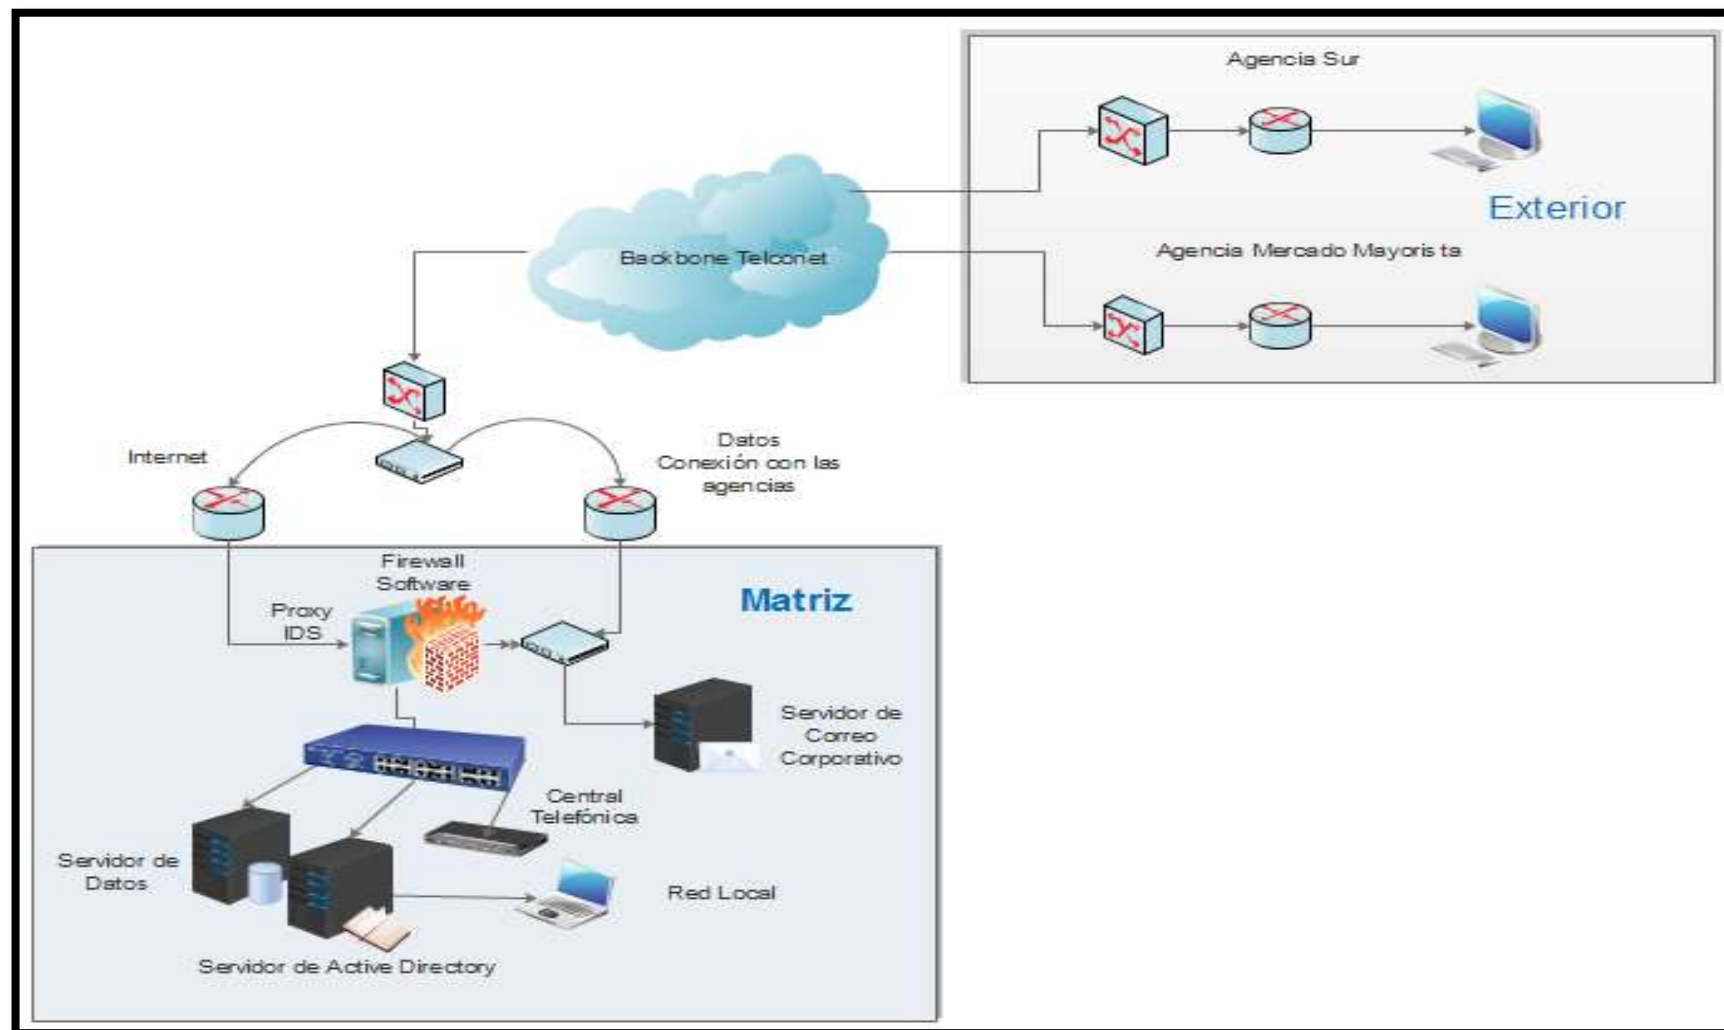 Agencia Sur
Exterior
Backbone Telconet
Agencia Mercado Mayorista
Internet
Datos
Conexión con las
agencias
Firewall
Software
Matriz
Proxy
IDS
Servidor de
Correo
Corporativo
Central
Telefónica
Servidor de
Datos
Red Local
Servidor de Active Directory